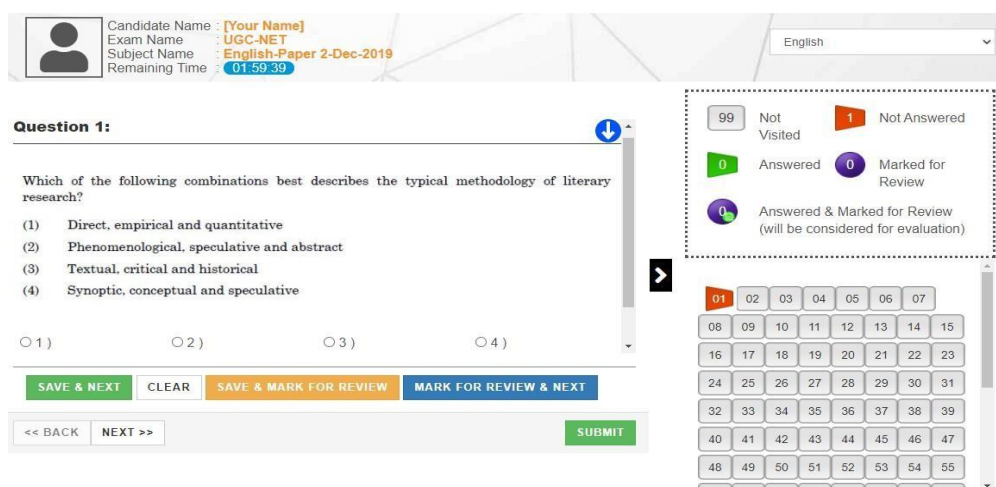 Candidate Name : [Your Name]
Exam Name : UGC-NET
Subject Name : English-Paper 2-Dec-2019
Remaining Time : 01:59:39
English
Question 1:
Which of the following combinations best describes the typical methodology of literary
research?
(1) Direct, empirical and quantitative
(2) Phenomenological, speculative and abstract
(3) Textual, critical and historical
(4) Synoptic, conceptual and speculative
1 ) 2 ) 3 ) 4 )
SAVE & NEXT CLEAR SAVE & MARK FOR REVIEW MARK FOR REVIEW & NEXT
<< BACK NEXT >> SUBMIT
99 Not Visited 1 Not Answered
0 Answered 0 Marked for Review
0 Answered & Marked for Review
(will be considered for evaluation)
01 02 03 04 05 06 07
08 09 10 11 12 13 14 15
16 17 18 19 20 21 22 23
24 25 26 27 28 29 30 31
32 33 34 35 36 37 38 39
40 41 42 43 44 45 46 47
48 49 50 51 52 53 54 55